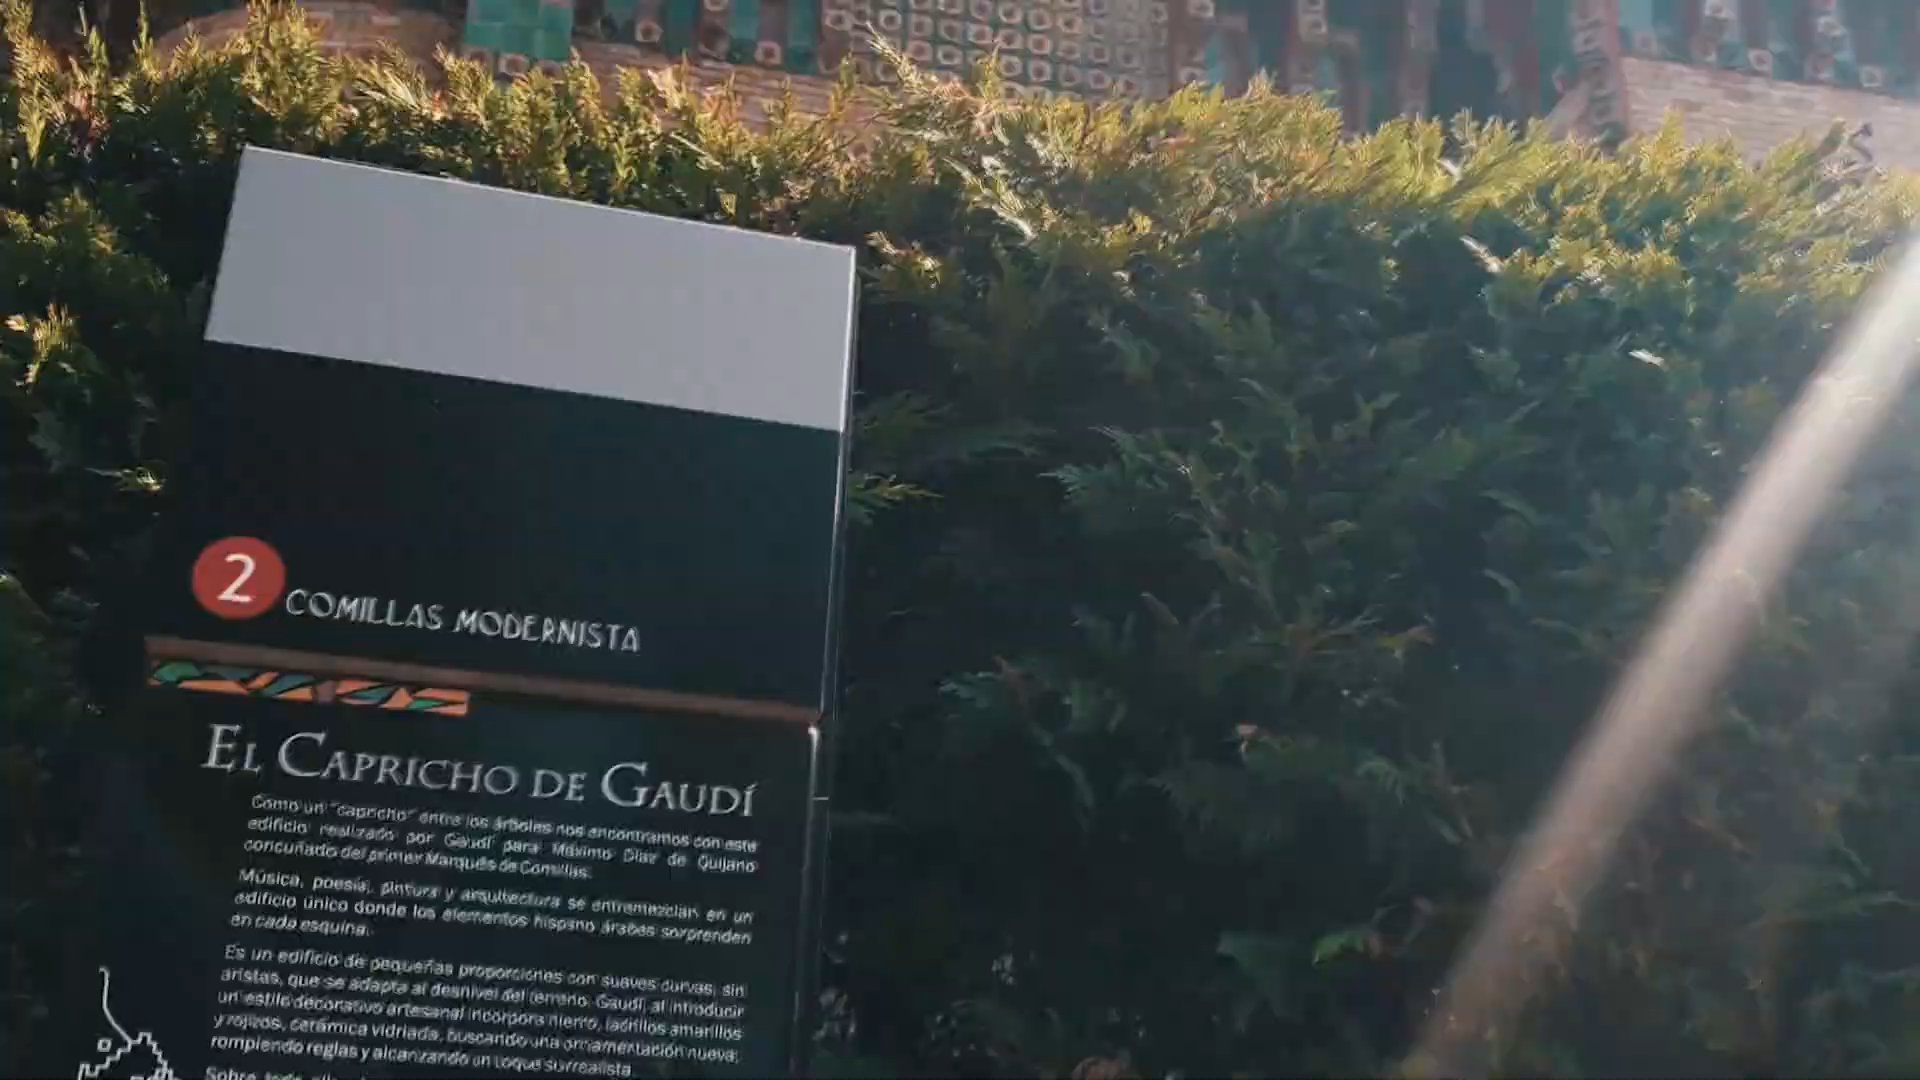 2
COMILLAS MODERNISTA
EL CAPRICHO DE GAUDÍ
Como un "capricho" entre los árboles nos encontramos con este
edificio realizado por Gaudí para Máximo Díaz de Quijano
concuñado del primer Marqués de Comillas.
Música, poesía, pintura y arquitectura se entremezclan en un
edificio único donde los elementos hispano árabes sorprenden
en cada esquina.
Es un edificio de pequeñas proporciones con suaves curvas, sin
aristas, que se adapta al desnivel del terreno. Gaudí, al introducir
un estilo decorativo artesanal incorpora hierro, ladrillos amarillos
y rojizos, cerámica vidriada, buscando una ornamentación nueva,
rompiendo reglas y alcanzando un toque surrealista.
Sobre todo